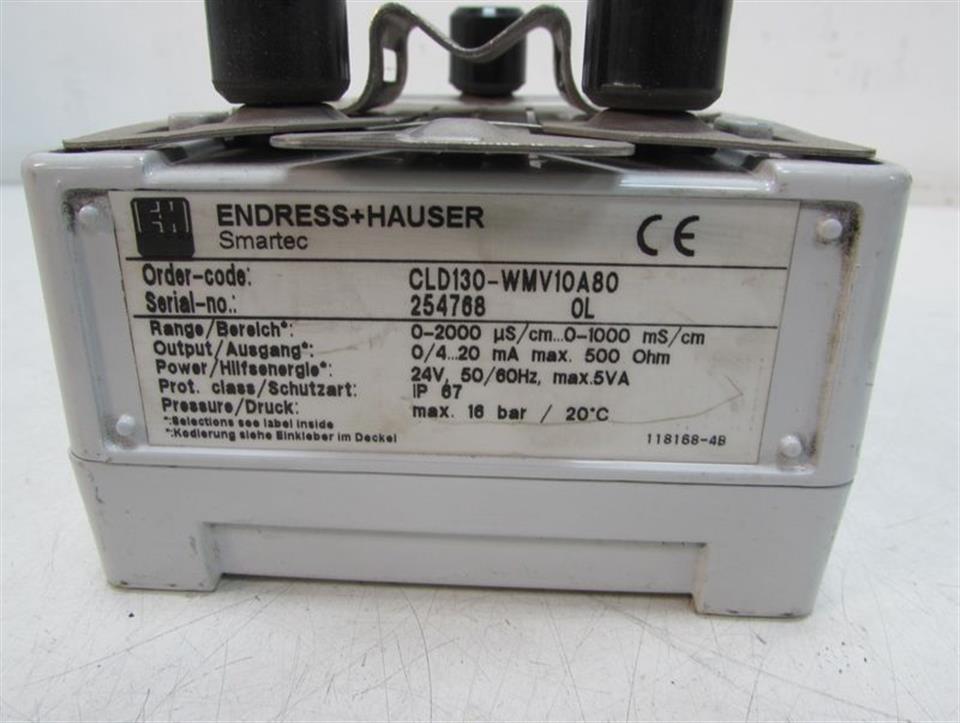 EH ENDRESS+HAUSER
Smartec
CE
Order-code: CLD130-WMV10A80
Serial-no.: 254768 0L
Range/Bereich*: 0-2000 µS/cm...0-1000 mS/cm
Output/Ausgang*: 0/4..20 mA max. 500 Ohm
Power/Hilfsenergie*: 24V, 50/60Hz, max.5VA
Prot. class/Schutzart: IP 67
Pressure/Druck: max. 16 bar / 20°C
*:Selections see label inside
*:Kodierung siehe Einkleber im Deckel
118168-4B